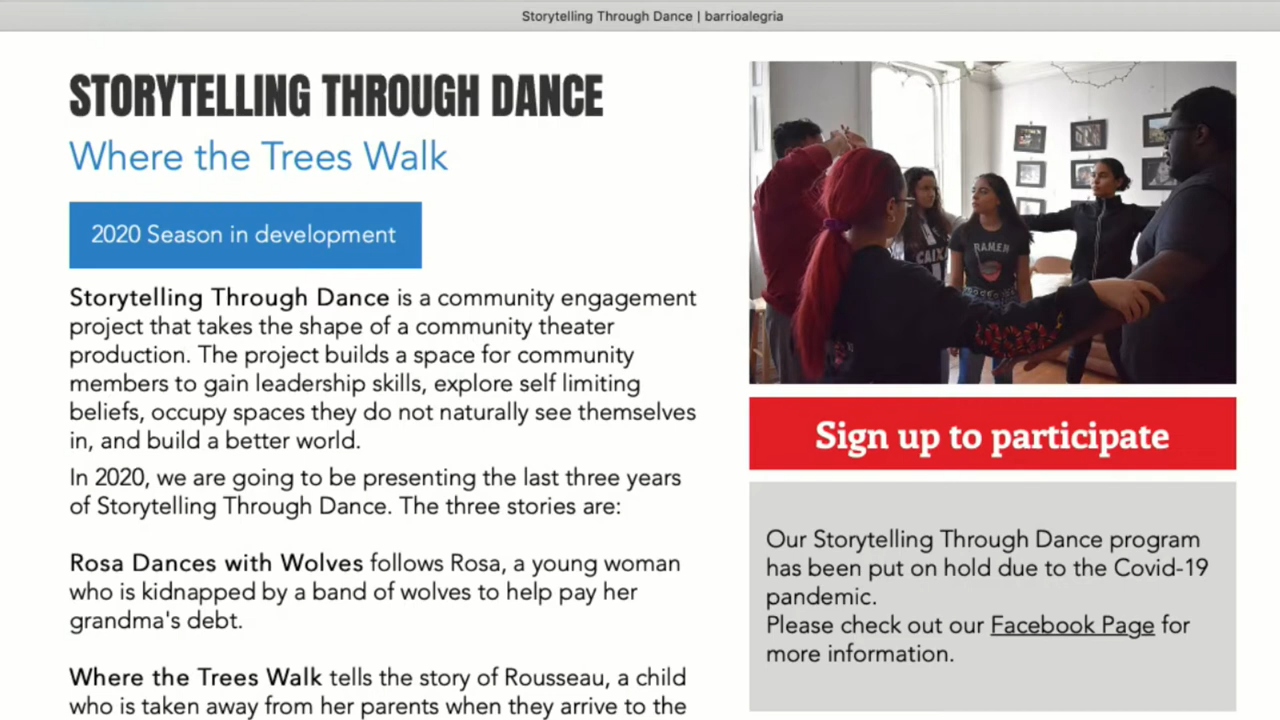 Storytelling Through Dance | barrioalegria
STORYTELLING THROUGH DANCE
Where the Trees Walk
2020 Season in development
Storytelling Through Dance is a community engagement
project that takes the shape of a community theater
production. The project builds a space for community
members to gain leadership skills, explore self limiting
beliefs, occupy spaces they do not naturally see themselves
in, and build a better world.
In 2020, we are going to be presenting the last three years
of Storytelling Through Dance. The three stories are:
Rosa Dances with Wolves follows Rosa, a young woman
who is kidnapped by a band of wolves to help pay her
grandma's debt.
Where the Trees Walk tells the story of Rousseau, a child
who is taken away from her parents when they arrive to the
RAMEN
Sign up to participate
Our Storytelling Through Dance program
has been put on hold due to the Covid-19
pandemic.
Please check out our Facebook Page for
more information.